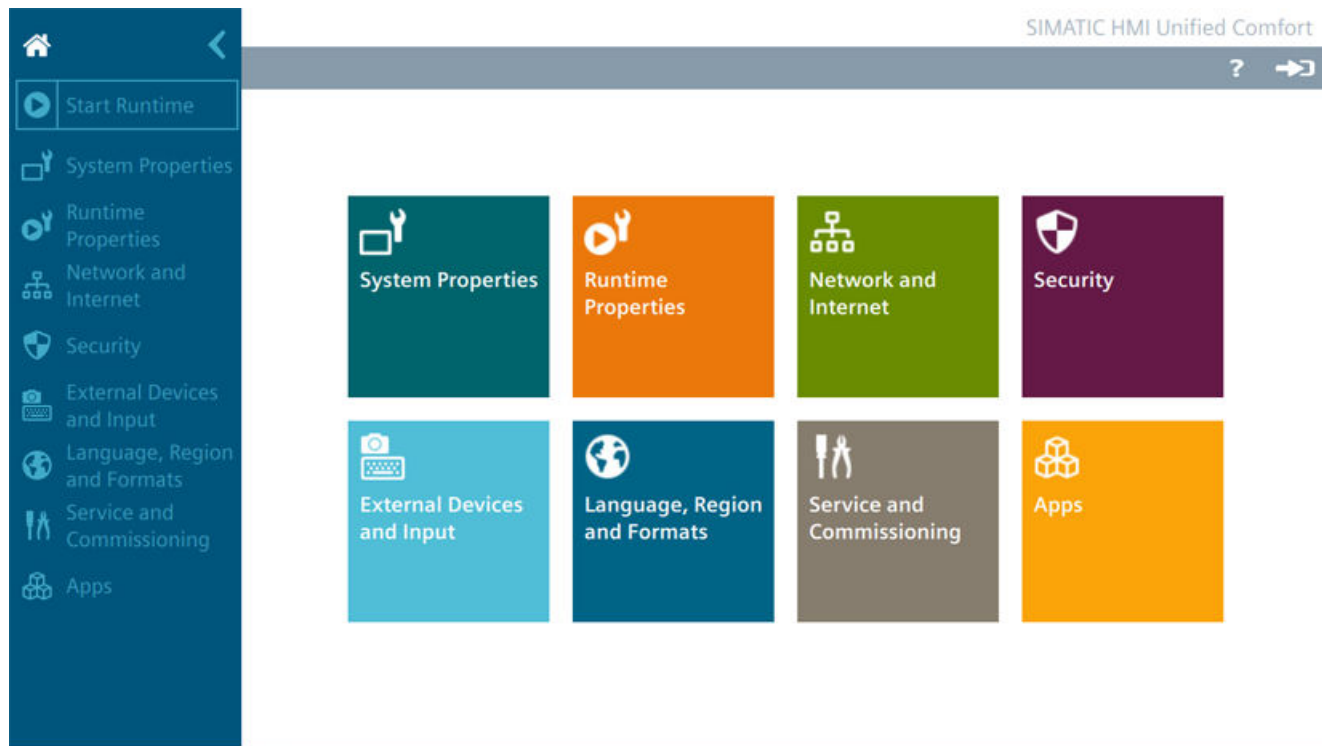 SIMATIC HMI Unified Comfort
?
Start Runtime
System Properties
Runtime
Properties
Network and
Internet
Security
External Devices
and Input
Language, Region
and Formats
Service and
Commissioning
Apps
System Properties
Runtime
Properties
Network and
Internet
Security
External Devices
and Input
Language, Region
and Formats
Service and
Commissioning
Apps